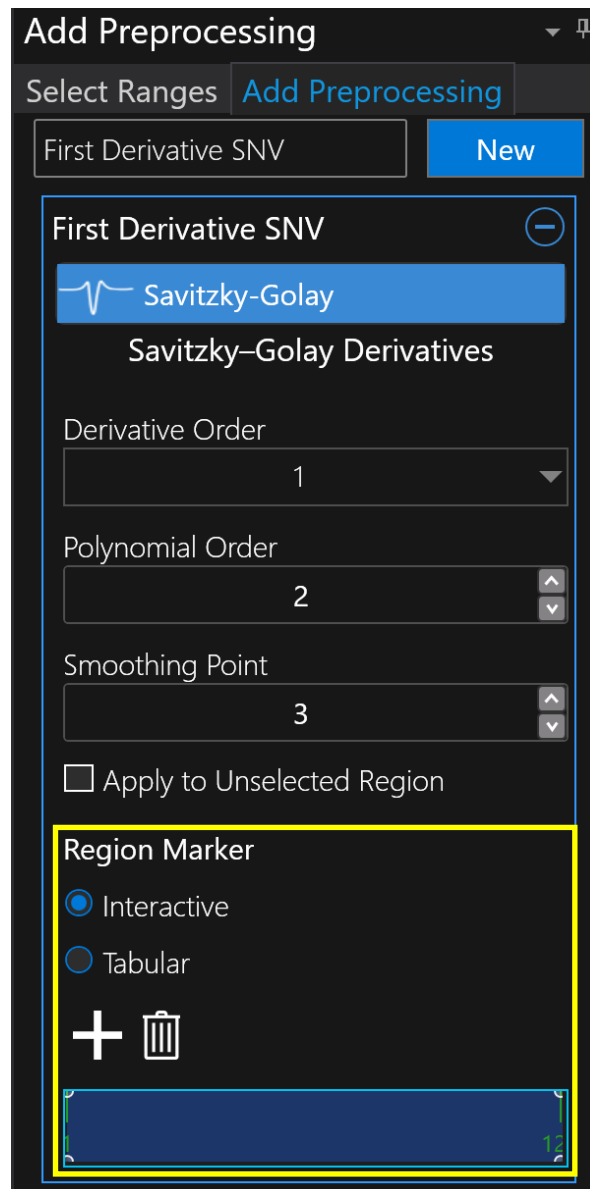 Add Preprocessing
Select Ranges Add Preprocessing
First Derivative SNV New
First Derivative SNV
Savitzky-Golay
Savitzky–Golay Derivatives
Derivative Order
1
Polynomial Order
2
Smoothing Point
3
Apply to Unselected Region
Region Marker
Interactive
Tabular
1 12